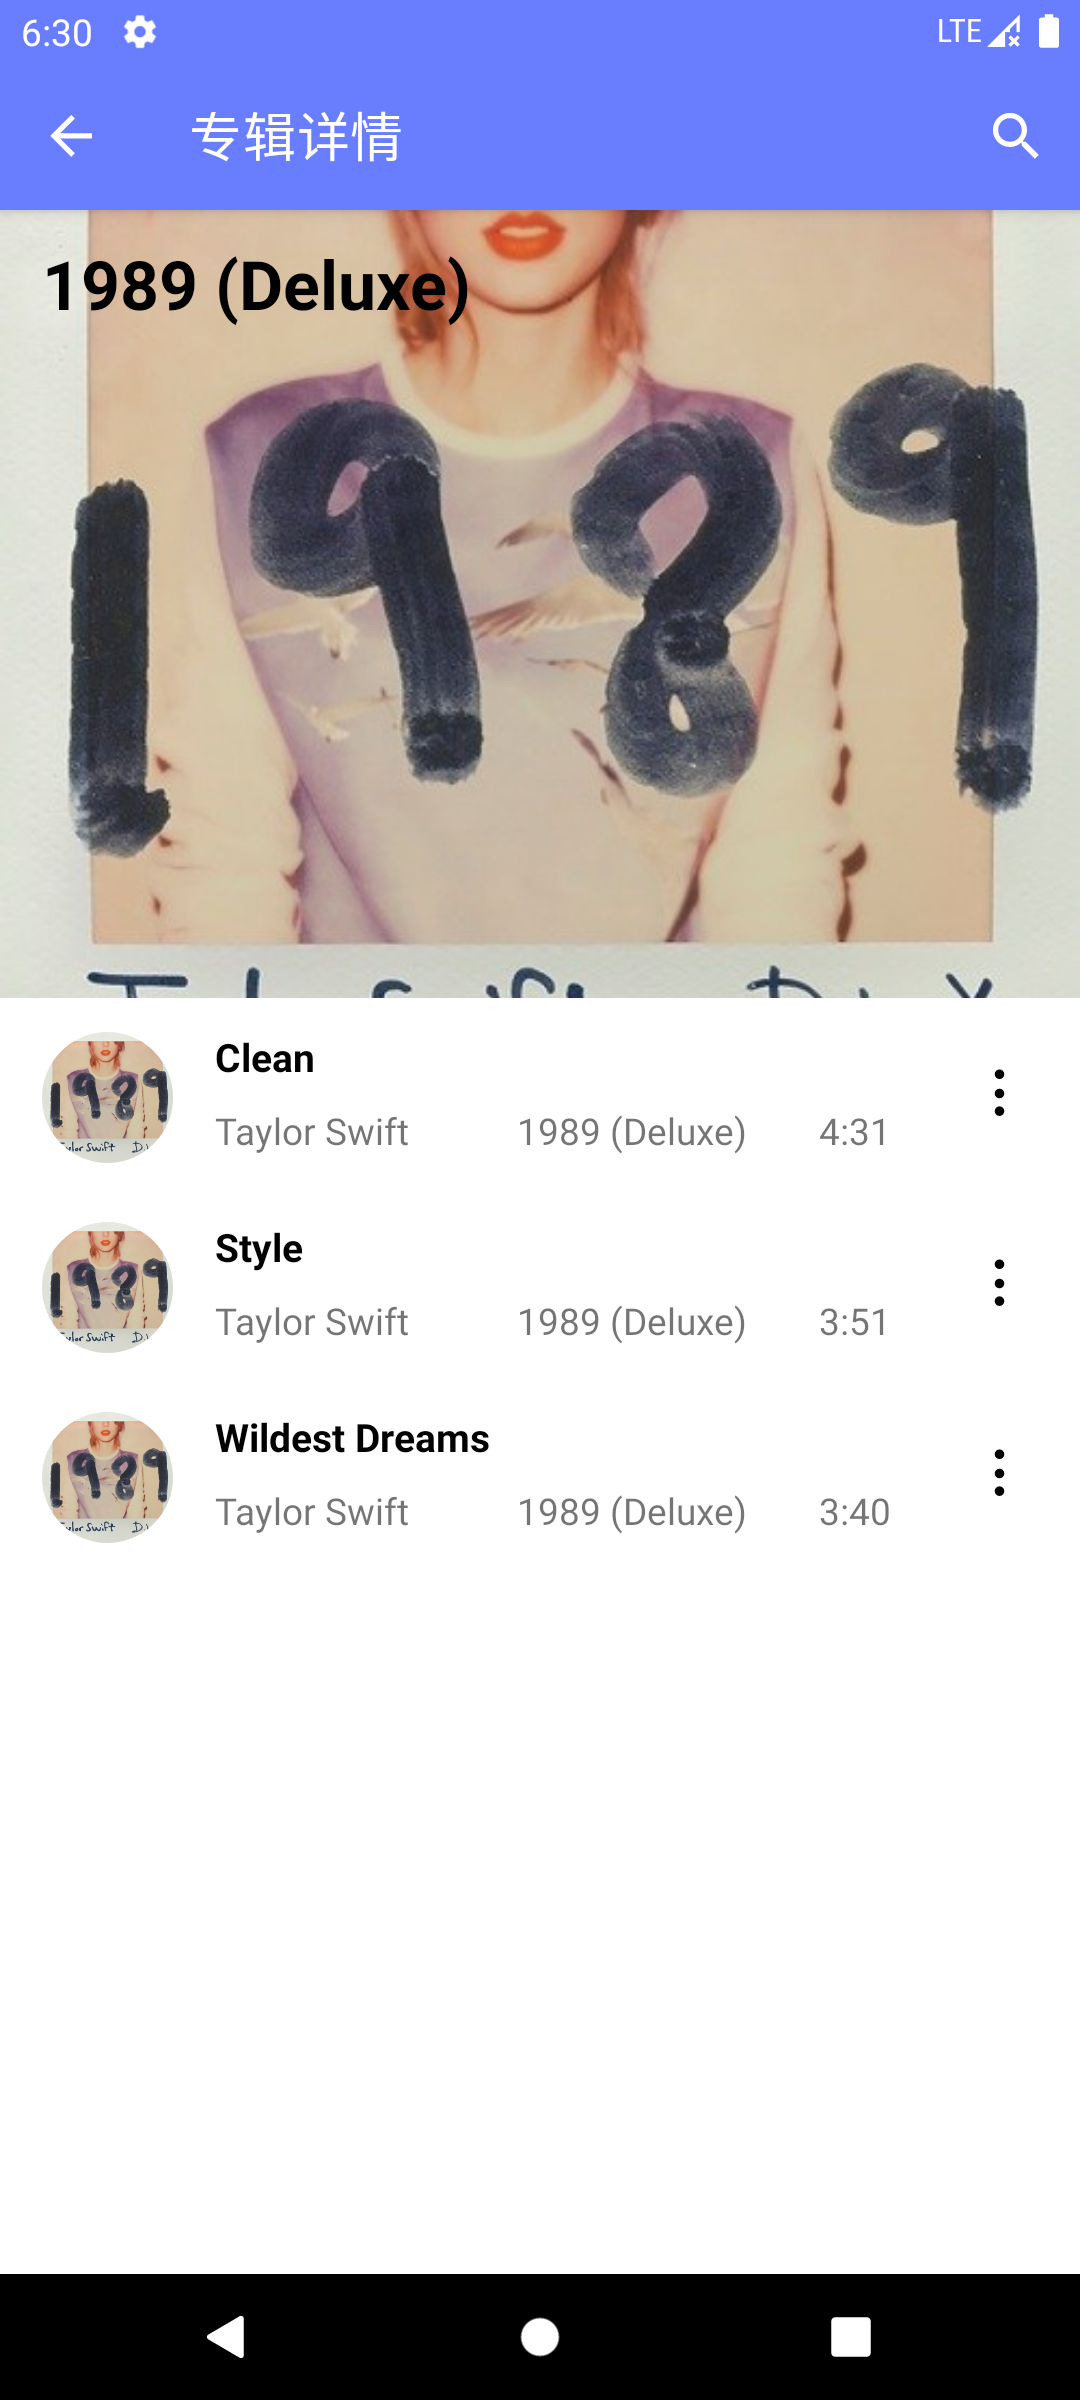 6:30 LTE
专辑详情
1989 (Deluxe)
1989
Clean
Taylor Swift 1989 (Deluxe) 4:31
Style
Taylor Swift 1989 (Deluxe) 3:51
Wildest Dreams
Taylor Swift 1989 (Deluxe) 3:40